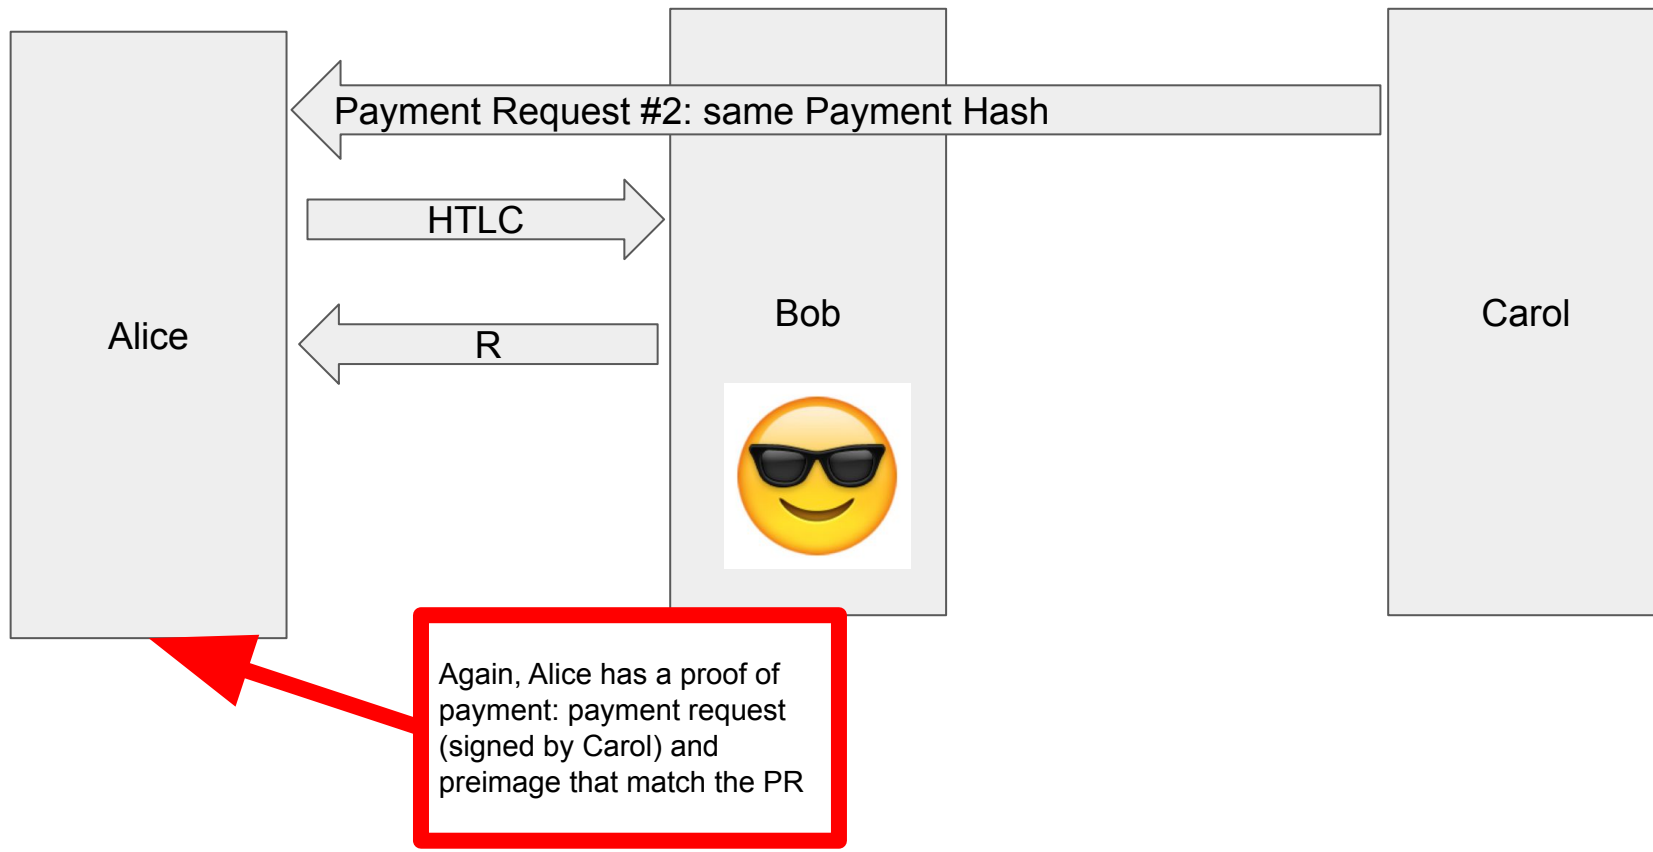 Payment Request #2: same Payment Hash
HTLC
R
Alice
Bob
Carol
Again, Alice has a proof of
payment: payment request
(signed by Carol) and
preimage that match the PR